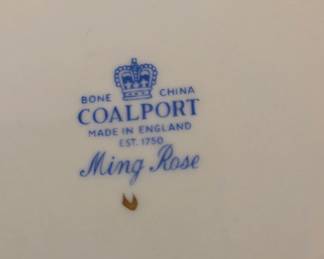 BONE CHINA
COALPORT
MADE IN ENGLAND
EST. 1750
Ming Rose